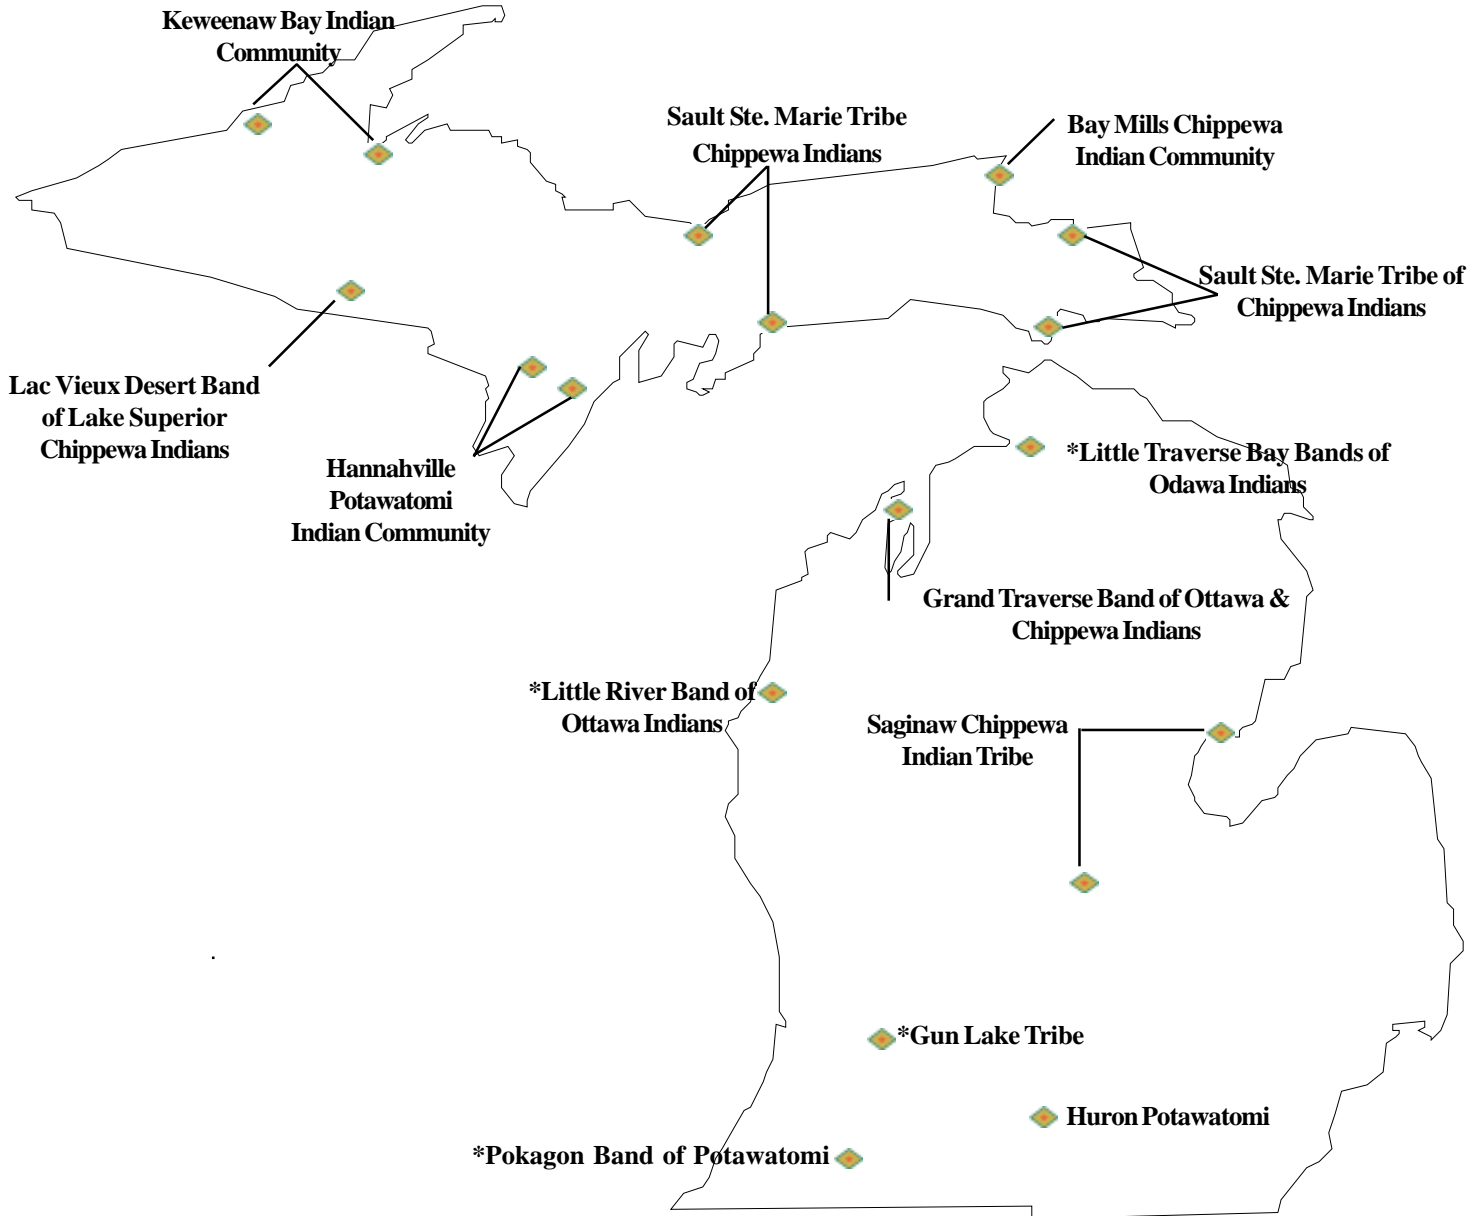 Keweenaw Bay Indian
Community
Sault Ste. Marie Tribe
Chippewa Indians
Bay Mills Chippewa
Indian Community
Sault Ste. Marie Tribe of
Chippewa Indians
Lac Vieux Desert Band
of Lake Superior
Chippewa Indians
Hannahville
Potawatomi
Indian Community
*Little Traverse Bay Bands of
Odawa Indians
Grand Traverse Band of Ottawa &
Chippewa Indians
*Little River Band of
Ottawa Indians
Saginaw Chippewa
Indian Tribe
*Gun Lake Tribe
Huron Potawatomi
*Pokagon Band of Potawatomi